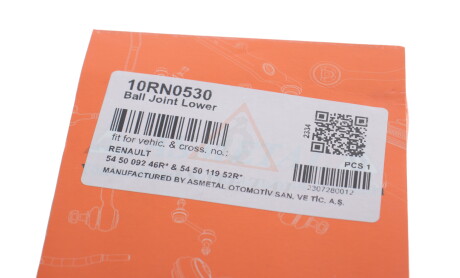 10RN0530
Ball Joint Lower
2334
fit for vehic. & cross. no.:
RENAULT
54 50 092 46R* & 54 50 119 52R*
PCS 1
MANUFACTURED BY ASMETAL OTOMOTİV SAN. VE TİC. A.Ş.
2307280012